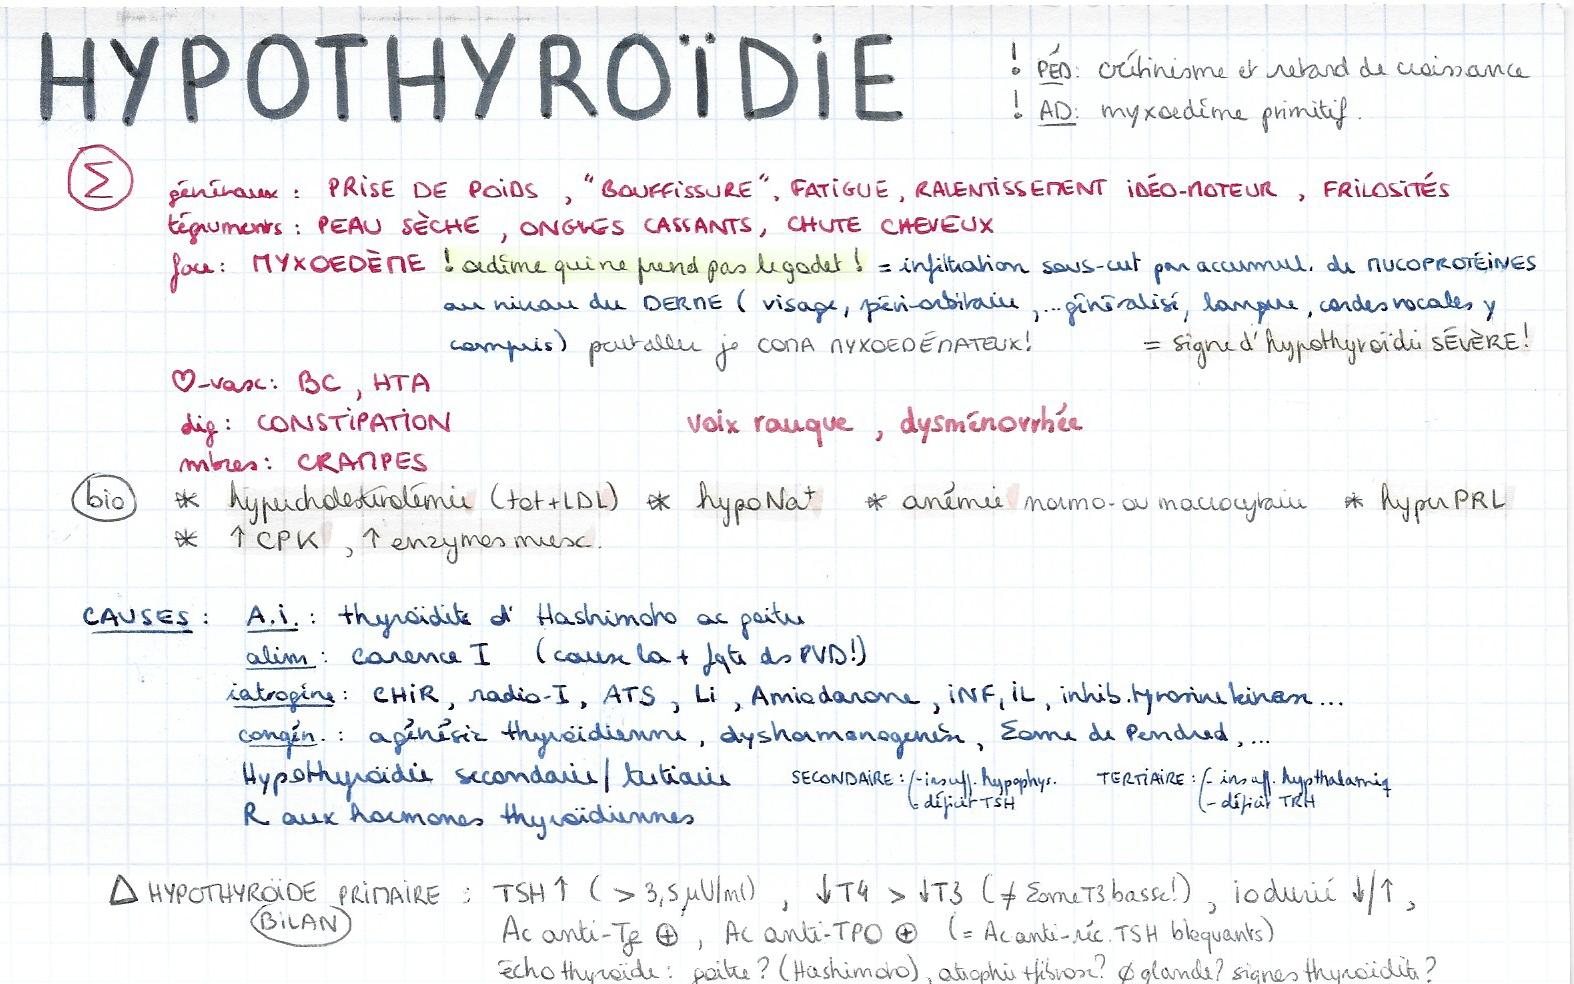 HYPOTHYROÏDIE
! PÉD: crétinisme et retard de croissance
! AD: myxoedème primitif.
Σ
généraux : PRISE DE POIDS , "BOUFFISSURE", FATIGUE, RALENTISSEMENT IDÉO-MOTEUR , FRILOSITÉS
téguments : PEAU SÈCHE , ONGLES CASSANTS, CHUTE CHEVEUX
face: MYXOEDÈME ! oedème qui ne prend pas le godet ! = infiltration sous-cut par accumul. de MUCOPROTÉINES
au niveau du DERME ( visage, péri-orbitaire , ... généralisé, langue, cordes vocales y
compris) peut aller jq COMA MYXOEDÉMATEUX! = signe d'hypothyroïdie SÉVÈRE!
♡-vasc: BC , HTA
dig: CONSTIPATION voix rauque , dysménorrhée
mbres: CRAMPES
bio * hypercholestérolémie (tot+LDL) * hypoNa+ * anémie normo- ou macrocytaire * hyperPRL
* ↑CPK , ↑ enzymes musc.
CAUSES : A.i. : thyroïdite d' Hashimoto ac goitre
alim : carence I (cause la + fqte ds PVD!)
iatrogène : CHIR , radio-I , ATS , Li , Amiodarone , iNF, iL , inhib. tyrosine kinase...
congén. : agénésie thyroïdienne , dyshormonogenèse , Σome de Pendred , ...
Hypothyroïdie secondaire / tertiaire SECONDAIRE : - insuff. hypophys. TERTIAIRE : - insuff. hypthalamiq
- déficit TSH - déficit TRH
R aux hormones thyroïdiennes
Δ HYPOTHYROÏDE PRIMAIRE : TSH↑ ( > 3,5 μU/ml) , ↓T4 > ↓T3 (≠ ΣomeT3 basse!) , iodurié ↓/↑ ,
BILAN Ac anti-Tg ⊕ , Ac anti-TPO ⊕ (= Ac anti-réc. TSH bloquants)
Écho thyroïde : goitre ? (Hashimoto), atrophie + fibrose? ∅ glande? signes thyroïdite ?